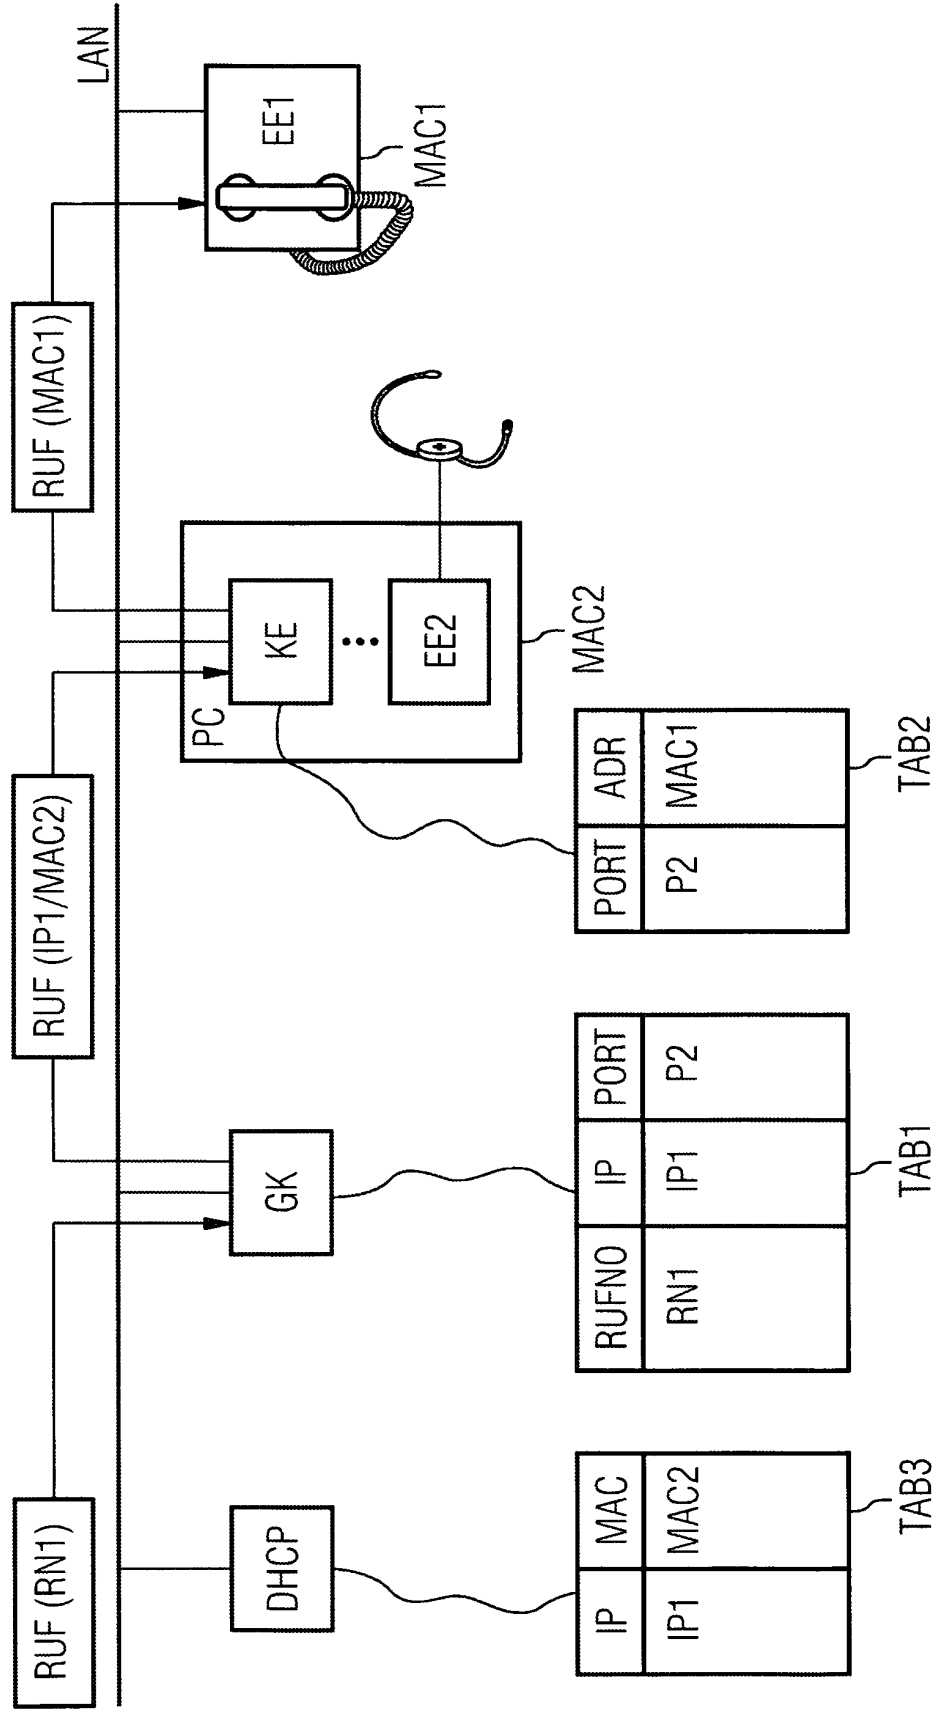 RUF (RN1)
RUF (IP1/MAC2)
RUF (MAC1)
LAN
DHCP
GK
PC
KE
EE2
EE1
MAC1
MAC2
IP MAC
IP1 MAC2
TAB3
RUFNO IP PORT
RN1 IP1 P2
TAB1
PORT ADR
P2 MAC1
TAB2